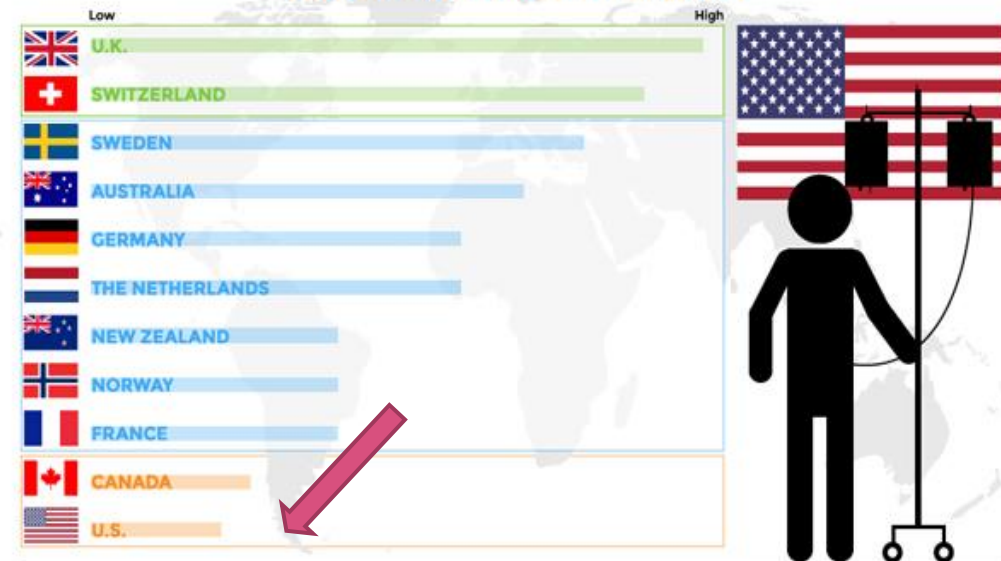 Low High
U.K.
SWITZERLAND
SWEDEN
AUSTRALIA
GERMANY
THE NETHERLANDS
NEW ZEALAND
NORWAY
FRANCE
CANADA
U.S.